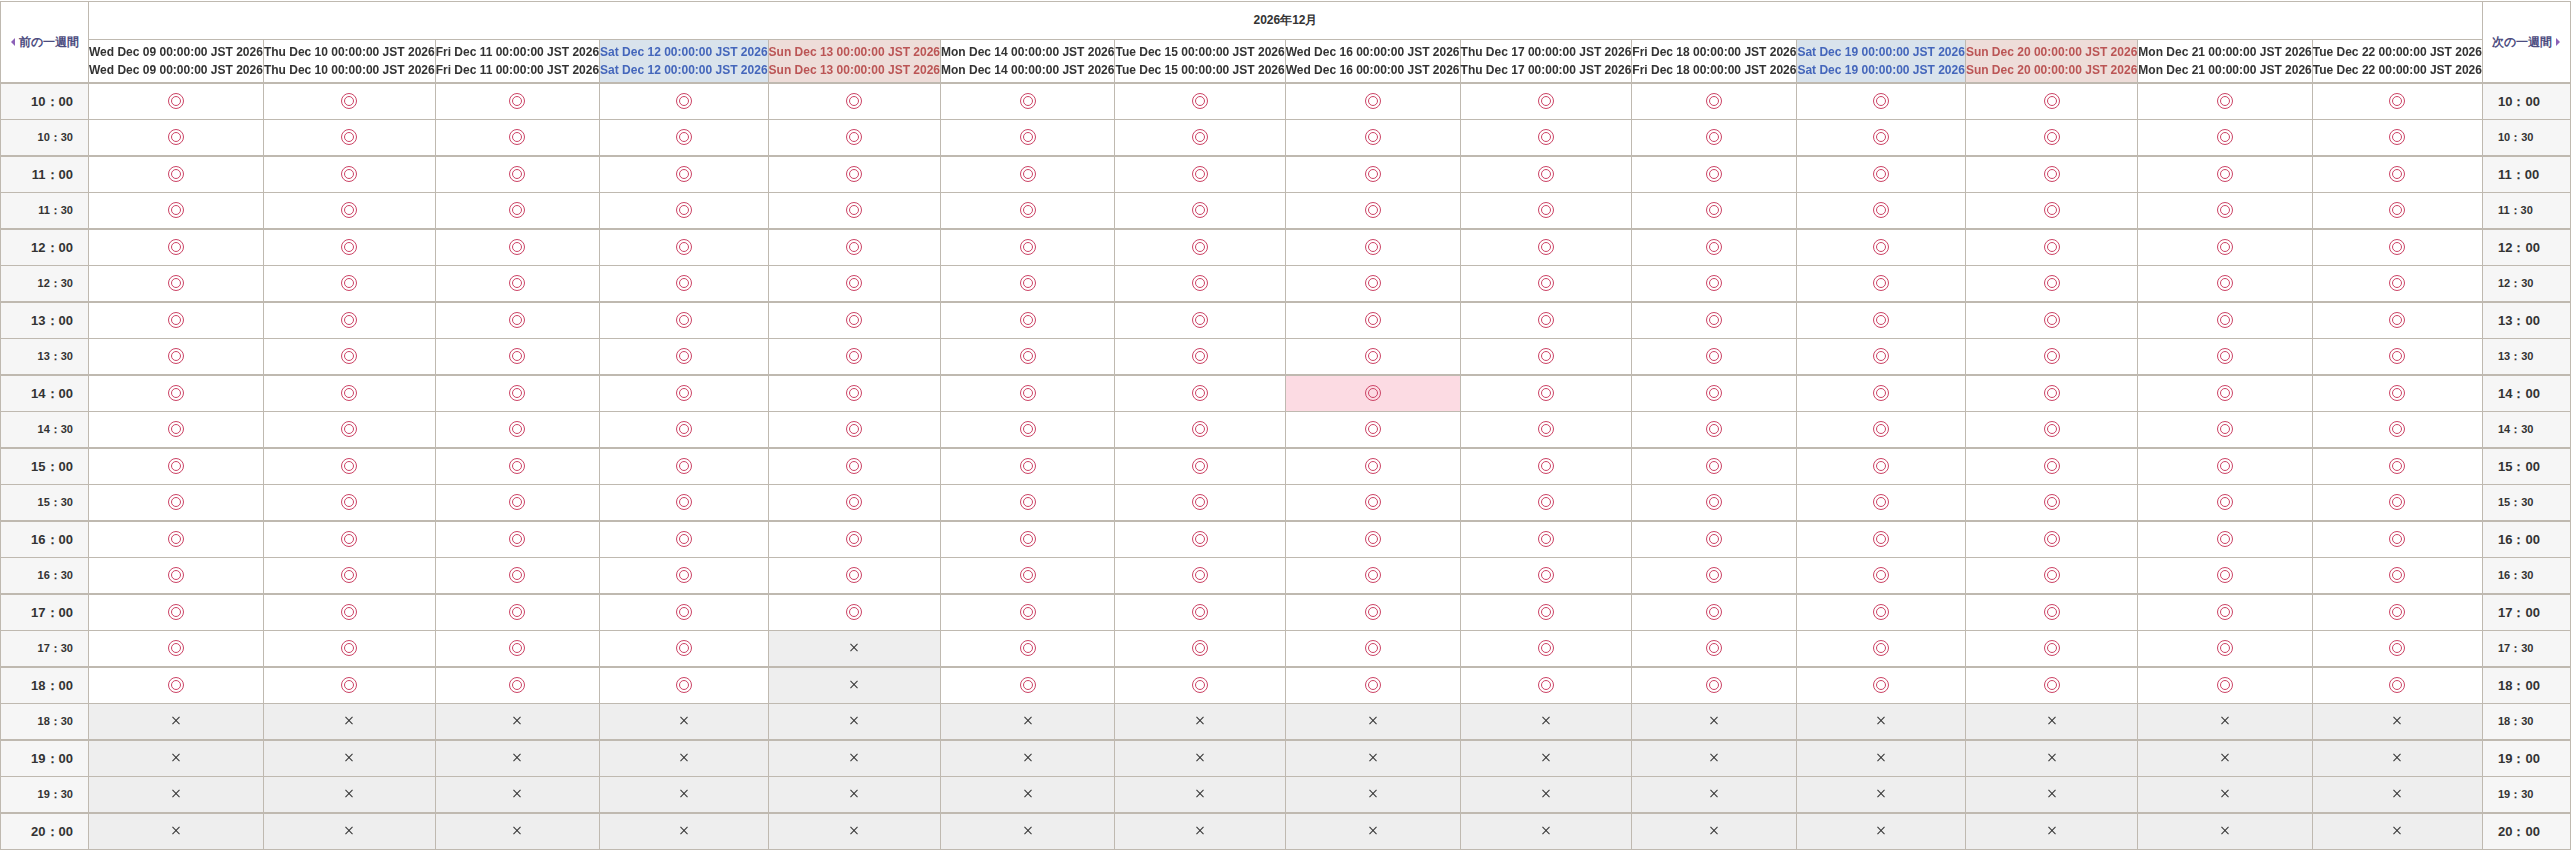 前の一週間
2026年12月
次の一週間
Wed Dec 09 00:00:00 JST 2026 Thu Dec 10 00:00:00 JST 2026 Fri Dec 11 00:00:00 JST 2026 Sat Dec 12 00:00:00 JST 2026 Sun Dec 13 00:00:00 JST 2026 Mon Dec 14 00:00:00 JST 2026 Tue Dec 15 00:00:00 JST 2026 Wed Dec 16 00:00:00 JST 2026 Thu Dec 17 00:00:00 JST 2026 Fri Dec 18 00:00:00 JST 2026 Sat Dec 19 00:00:00 JST 2026 Sun Dec 20 00:00:00 JST 2026 Mon Dec 21 00:00:00 JST 2026 Tue Dec 22 00:00:00 JST 2026
Wed Dec 09 00:00:00 JST 2026 Thu Dec 10 00:00:00 JST 2026 Fri Dec 11 00:00:00 JST 2026 Sat Dec 12 00:00:00 JST 2026 Sun Dec 13 00:00:00 JST 2026 Mon Dec 14 00:00:00 JST 2026 Tue Dec 15 00:00:00 JST 2026 Wed Dec 16 00:00:00 JST 2026 Thu Dec 17 00:00:00 JST 2026 Fri Dec 18 00:00:00 JST 2026 Sat Dec 19 00:00:00 JST 2026 Sun Dec 20 00:00:00 JST 2026 Mon Dec 21 00:00:00 JST 2026 Tue Dec 22 00:00:00 JST 2026
10：00 ◎ ◎ ◎ ◎ ◎ ◎ ◎ ◎ ◎ ◎ ◎ ◎ ◎ ◎ 10：00
10：30 ◎ ◎ ◎ ◎ ◎ ◎ ◎ ◎ ◎ ◎ ◎ ◎ ◎ ◎ 10：30
11：00 ◎ ◎ ◎ ◎ ◎ ◎ ◎ ◎ ◎ ◎ ◎ ◎ ◎ ◎ 11：00
11：30 ◎ ◎ ◎ ◎ ◎ ◎ ◎ ◎ ◎ ◎ ◎ ◎ ◎ ◎ 11：30
12：00 ◎ ◎ ◎ ◎ ◎ ◎ ◎ ◎ ◎ ◎ ◎ ◎ ◎ ◎ 12：00
12：30 ◎ ◎ ◎ ◎ ◎ ◎ ◎ ◎ ◎ ◎ ◎ ◎ ◎ ◎ 12：30
13：00 ◎ ◎ ◎ ◎ ◎ ◎ ◎ ◎ ◎ ◎ ◎ ◎ ◎ ◎ 13：00
13：30 ◎ ◎ ◎ ◎ ◎ ◎ ◎ ◎ ◎ ◎ ◎ ◎ ◎ ◎ 13：30
14：00 ◎ ◎ ◎ ◎ ◎ ◎ ◎ ◎ ◎ ◎ ◎ ◎ ◎ ◎ 14：00
14：30 ◎ ◎ ◎ ◎ ◎ ◎ ◎ ◎ ◎ ◎ ◎ ◎ ◎ ◎ 14：30
15：00 ◎ ◎ ◎ ◎ ◎ ◎ ◎ ◎ ◎ ◎ ◎ ◎ ◎ ◎ 15：00
15：30 ◎ ◎ ◎ ◎ ◎ ◎ ◎ ◎ ◎ ◎ ◎ ◎ ◎ ◎ 15：30
16：00 ◎ ◎ ◎ ◎ ◎ ◎ ◎ ◎ ◎ ◎ ◎ ◎ ◎ ◎ 16：00
16：30 ◎ ◎ ◎ ◎ ◎ ◎ ◎ ◎ ◎ ◎ ◎ ◎ ◎ ◎ 16：30
17：00 ◎ ◎ ◎ ◎ ◎ ◎ ◎ ◎ ◎ ◎ ◎ ◎ ◎ ◎ 17：00
17：30 ◎ ◎ ◎ ◎ × ◎ ◎ ◎ ◎ ◎ ◎ ◎ ◎ ◎ 17：30
18：00 ◎ ◎ ◎ ◎ × ◎ ◎ ◎ ◎ ◎ ◎ ◎ ◎ ◎ 18：00
18：30 × × × × × × × × × × × × × × 18：30
19：00 × × × × × × × × × × × × × × 19：00
19：30 × × × × × × × × × × × × × × 19：30
20：00 × × × × × × × × × × × × × × 20：00